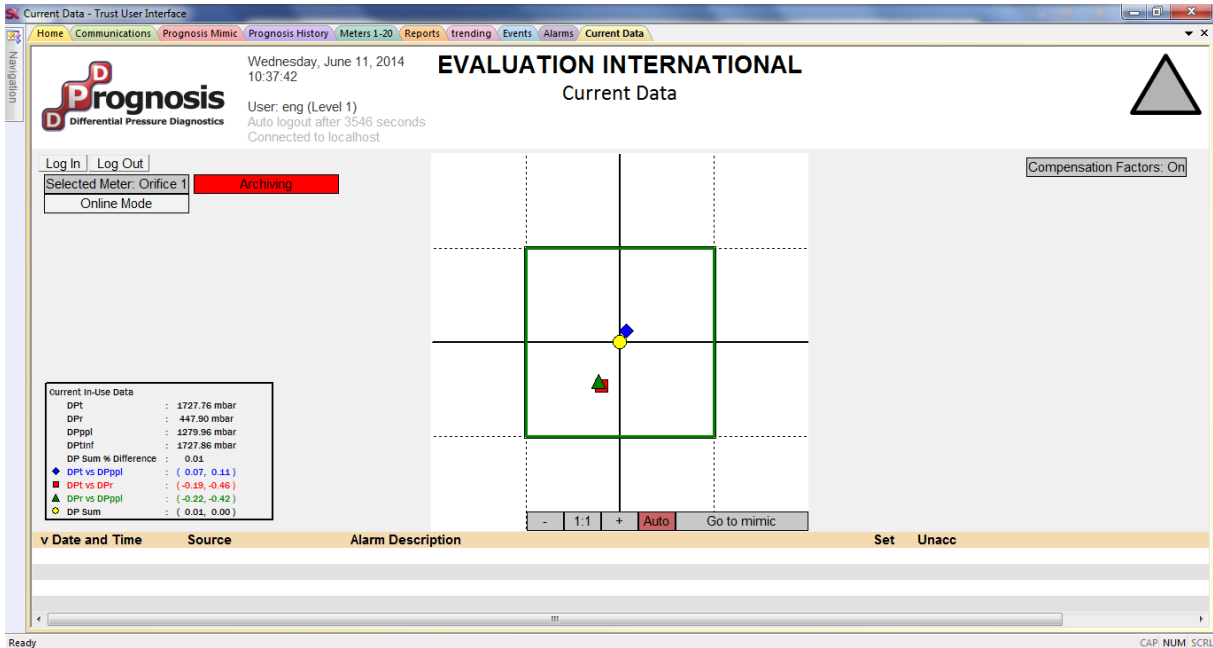 Current Data - Trust User Interface
Home Communications Prognosis Mimic Prognosis History Meters 1-20 Reports trending Events Alarms Current Data
Navigation
D
Prognosis
D Differential Pressure Diagnostics
Wednesday, June 11, 2014
10:37:42
User: eng (Level 1)
Auto logout after 3546 seconds
Connected to localhost
EVALUATION INTERNATIONAL
Current Data
Log In Log Out
Selected Meter: Orifice 1 Archiving
Online Mode
Compensation Factors: On
Current In-Use Data
DPt : 1727.76 mbar
DPr : 447.90 mbar
DPppl : 1279.96 mbar
DPtinf : 1727.86 mbar
DP Sum % Difference : 0.01
DPt vs DPppl : ( 0.07, 0.11 )
DPt vs DPr : ( -0.19, -0.46 )
DPr vs DPppl : ( -0.22, -0.42 )
DP Sum : ( 0.01, 0.00 )
- 1:1 + Auto Go to mimic
v Date and Time Source Alarm Description Set Unacc
Ready CAP NUM SCRL